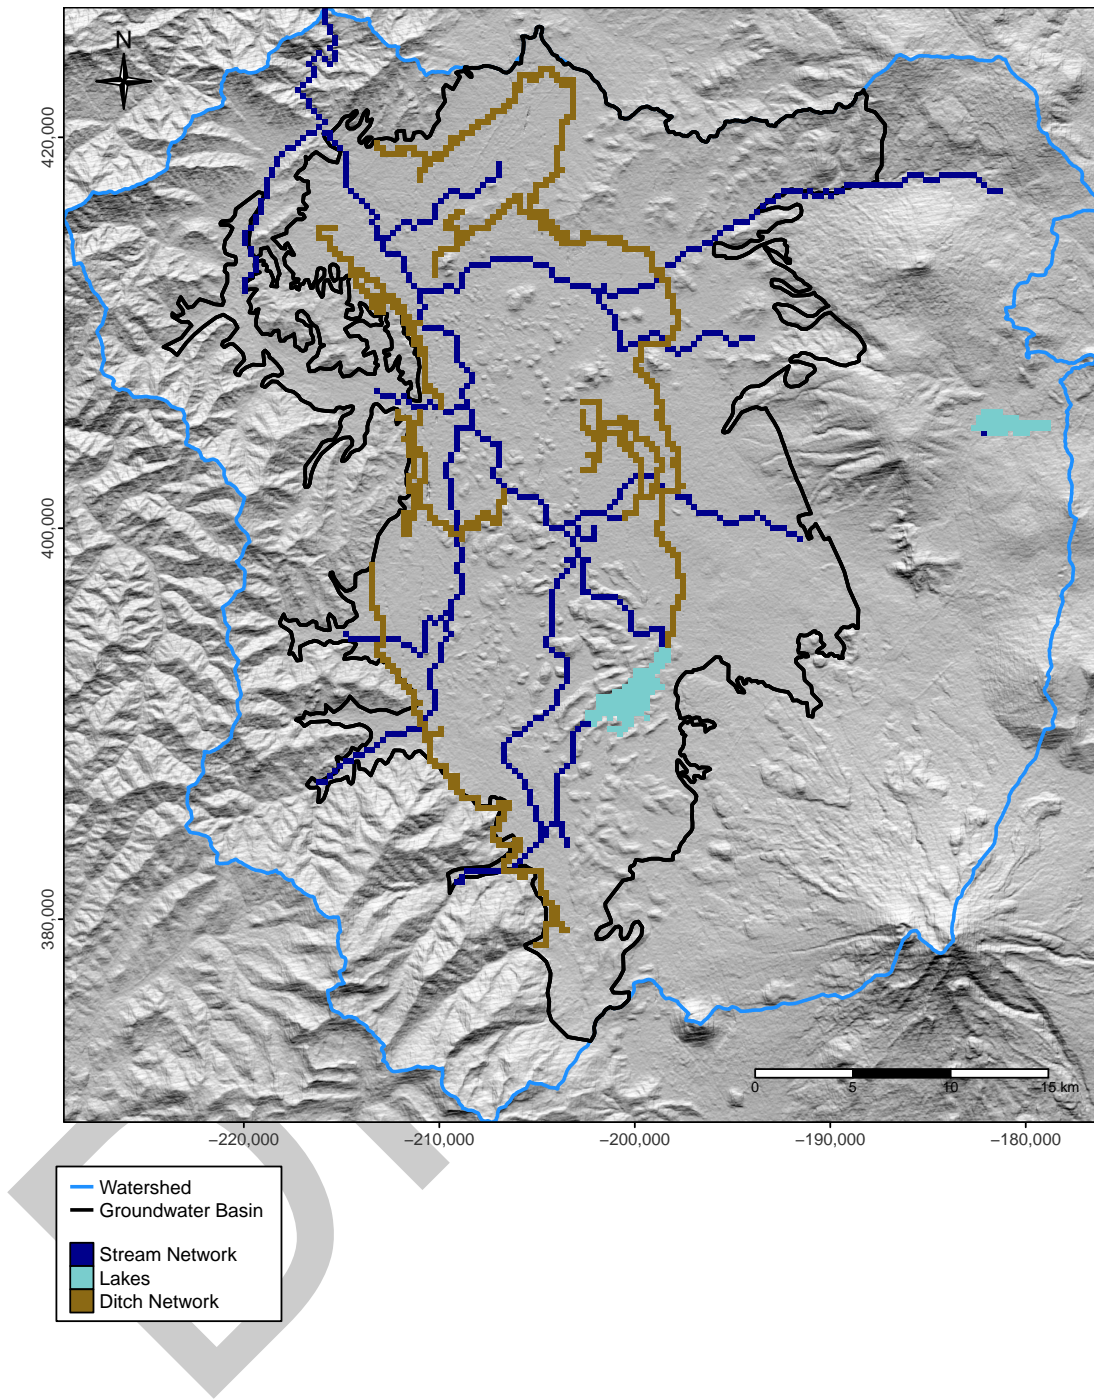 N
420,000
400,000
380,000
0 5 10 15 km
−220,000 −210,000 −200,000 −190,000 −180,000
Watershed
Groundwater Basin
Stream Network
Lakes
Ditch Network